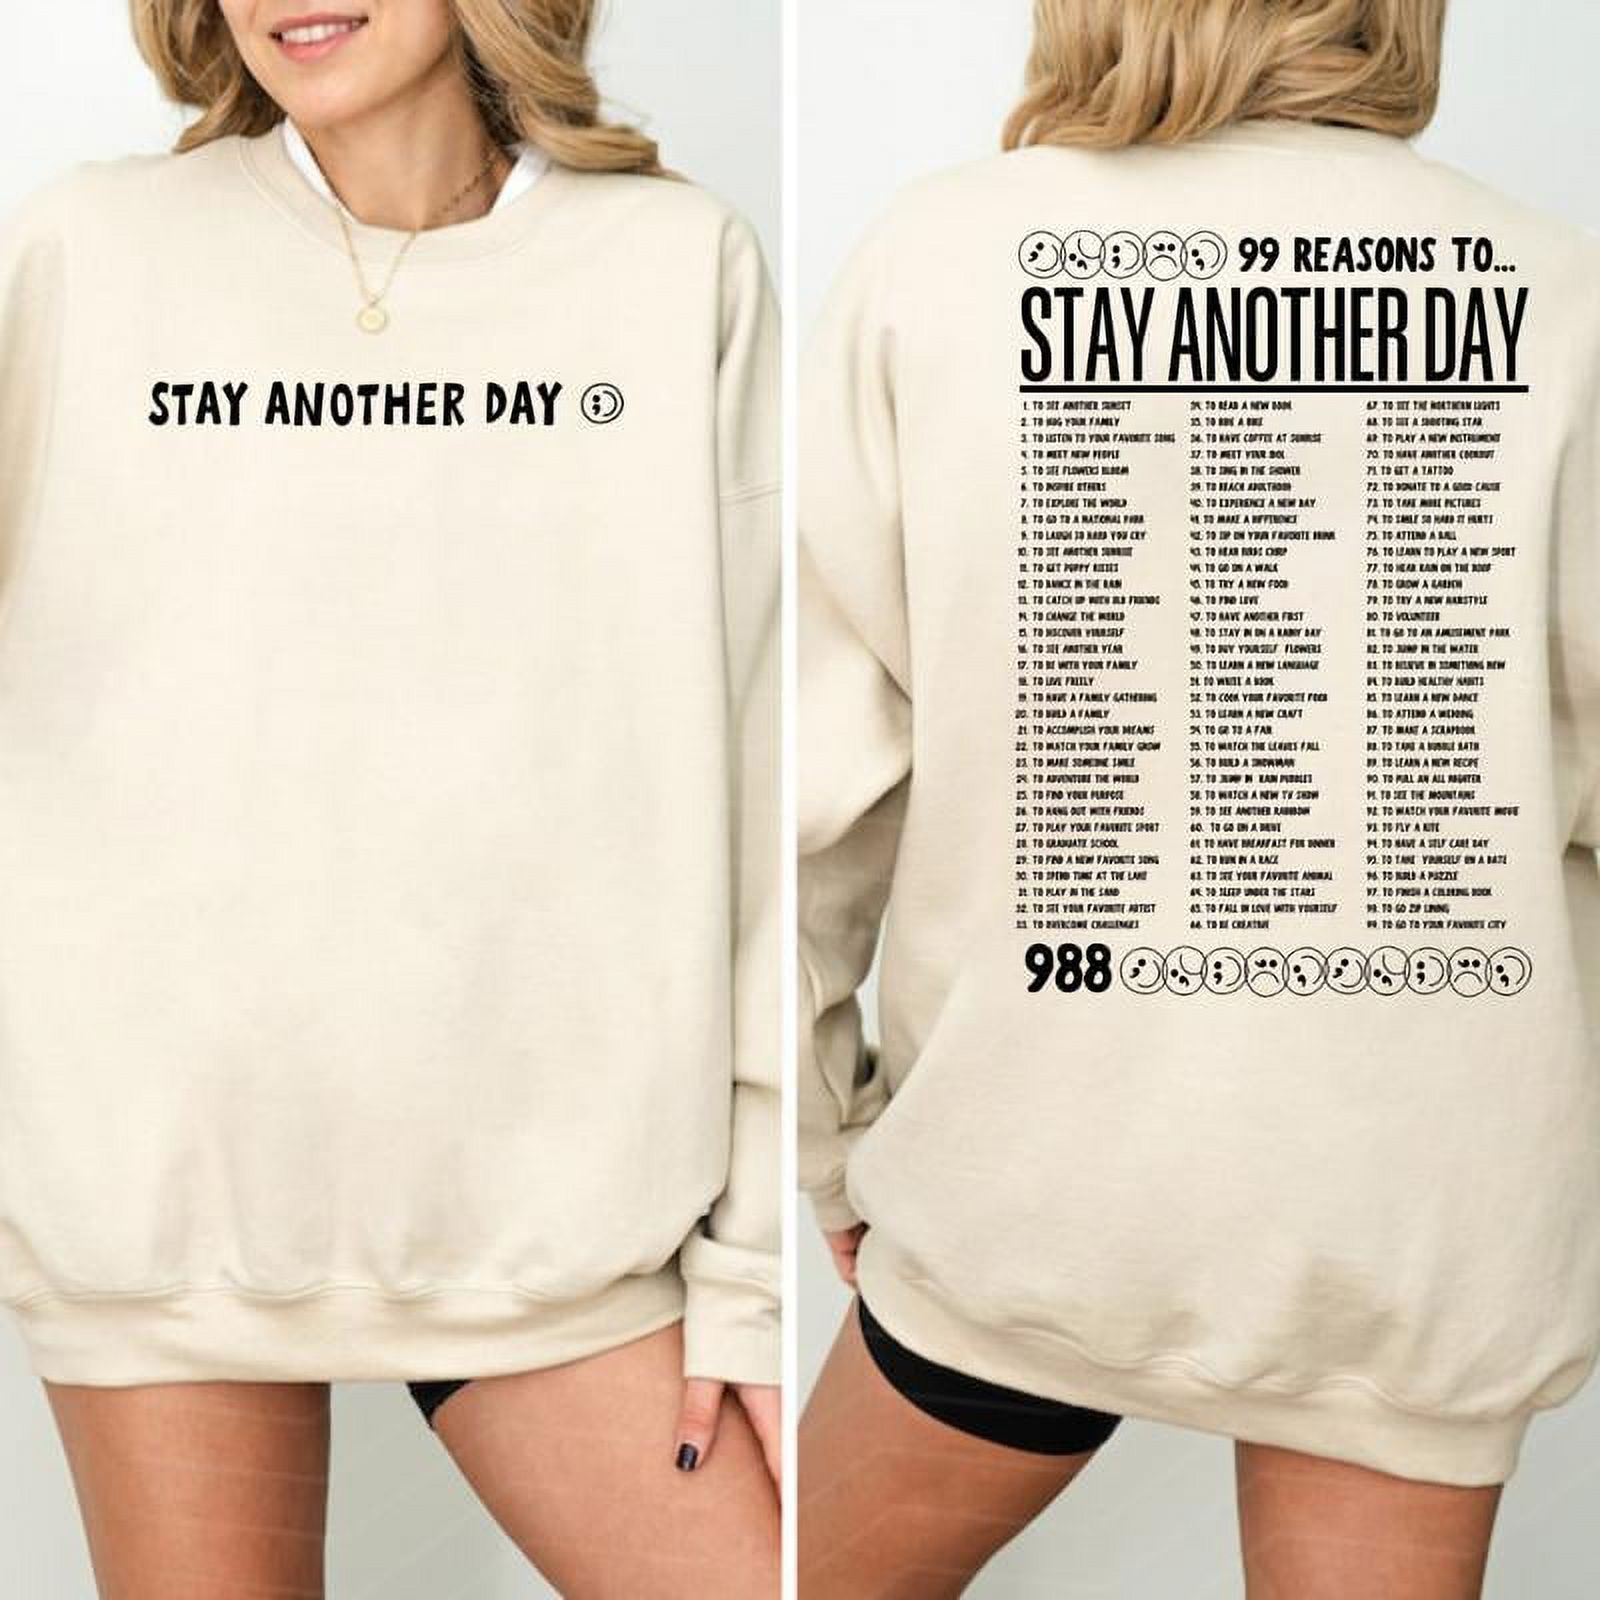 STAY ANOTHER DAY
99 REASONS TO...
STAY ANOTHER DAY
1. TO SEE ANOTHER SUNSET
2. TO HUG YOUR FAMILY
3. TO LISTEN TO YOUR FAVORITE SONG
4. TO MEET NEW PEOPLE
5. TO SEE FLOWERS BLOOM
6. TO INSPIRE OTHERS
7. TO EXPLORE THE WORLD
8. TO GO TO A NATIONAL PARK
9. TO LAUGH SO HARD YOU CRY
10. TO SEE ANOTHER SUNRISE
11. TO GET PUPPY KISSES
12. TO DANCE IN THE RAIN
13. TO CATCH UP WITH OLD FRIENDS
14. TO CHANGE THE WORLD
15. TO DISCOVER YOURSELF
16. TO SEE ANOTHER YEAR
17. TO BE WITH YOUR FAMILY
18. TO LIVE FREELY
19. TO HAVE A FAMILY GATHERING
20. TO BUILD A FAMILY
21. TO ACCOMPLISH YOUR DREAMS
22. TO WATCH YOUR FAMILY GROW
23. TO MAKE SOMEONE SMILE
24. TO ADVENTURE THE WORLD
25. TO FIND YOUR PURPOSE
26. TO HANG OUT WITH FRIENDS
27. TO PLAY YOUR FAVORITE SPORT
28. TO GRADUATE SCHOOL
29. TO FIND A NEW FAVORITE SONG
30. TO SPEND TIME AT THE LAKE
31. TO PLAY IN THE SAND
32. TO SEE YOUR FAVORITE ARTIST
33. TO OVERCOME CHALLENGES
34. TO READ A NEW BOOK
35. TO RIDE A BIKE
36. TO HAVE COFFEE AT SUNRISE
37. TO MEET YOUR IDOL
38. TO SING IN THE SHOWER
39. TO REACH ADULTHOOD
40. TO EXPERIENCE A NEW DAY
41. TO MAKE A DIFFERENCE
42. TO SIP ON YOUR FAVORITE DRINK
43. TO HEAR BIRDS CHIRP
44. TO GO ON A WALK
45. TO TRY A NEW FOOD
46. TO FIND LOVE
47. TO HAVE ANOTHER FIRST
48. TO STAY IN ON A RAINY DAY
49. TO BUY YOURSELF FLOWERS
50. TO LEARN A NEW LANGUAGE
51. TO WRITE A BOOK
52. TO COOK YOUR FAVORITE FOOD
53. TO LEARN A NEW CRAFT
54. TO GO TO A FAIR
55. TO WATCH THE LEAVES FALL
56. TO BUILD A SNOWMAN
57. TO JUMP IN RAIN PUDDLES
58. TO WATCH A NEW TV SHOW
59. TO SEE ANOTHER RAINBOW
60. TO GO ON A DRIVE
61. TO HAVE BREAKFAST FOR DINNER
62. TO RUN IN A RACE
63. TO SEE YOUR FAVORITE ANIMAL
64. TO SLEEP UNDER THE STARS
65. TO FALL IN LOVE WITH YOURSELF
66. TO BE CREATIVE
67. TO SEE THE NORTHERN LIGHTS
68. TO SEE A SHOOTING STAR
69. TO PLAY A NEW INSTRUMENT
70. TO HAVE ANOTHER COOKOUT
71. TO GET A TATTOO
72. TO DONATE TO A GOOD CAUSE
73. TO TAKE MORE PICTURES
74. TO SMILE SO HARD IT HURTS
75. TO ATTEND A BALL
76. TO LEARN TO PLAY A NEW SPORT
77. TO HEAR RAIN ON THE ROOF
78. TO GROW A GARDEN
79. TO TRY A NEW HAIRSTYLE
80. TO VOLUNTEER
81. TO GO TO AN AMUSEMENT PARK
82. TO JUMP IN THE WATER
83. TO BELIEVE IN SOMETHING NEW
84. TO BUILD HEALTHY HABITS
85. TO LEARN A NEW DANCE
86. TO ATTEND A WEDDING
87. TO MAKE A SCRAPBOOK
88. TO TAKE A BUBBLE BATH
89. TO LEARN A NEW RECIPE
90. TO PULL AN ALL NIGHTER
91. TO SEE THE MOUNTAINS
92. TO WATCH YOUR FAVORITE MOVIE
93. TO FLY A KITE
94. TO HAVE A SELF CARE DAY
95. TO TAKE YOURSELF ON A DATE
96. TO BUILD A PUZZLE
97. TO FINISH A COLORING BOOK
98. TO GO ZIP LINING
99. TO GO TO YOUR FAVORITE CITY
988